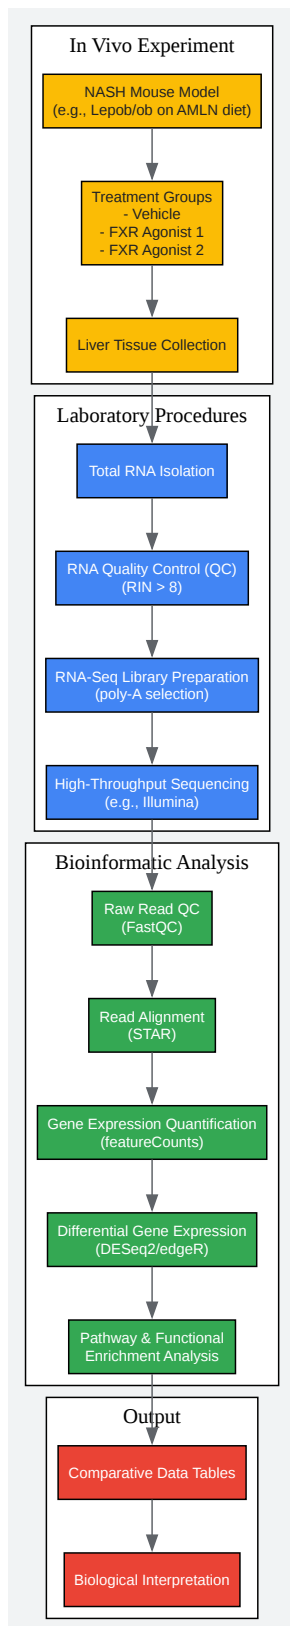 In Vivo Experiment
NASH Mouse Model
(e.g., Lepob/ob on AMLN diet)
Treatment Groups
- Vehicle
- FXR Agonist 1
- FXR Agonist 2
Liver Tissue Collection
Laboratory Procedures
Total RNA Isolation
RNA Quality Control (QC)
(RIN > 8)
RNA-Seq Library Preparation
(poly-A selection)
High-Throughput Sequencing
(e.g., Illumina)
Bioinformatic Analysis
Raw Read QC
(FastQC)
Read Alignment
(STAR)
Gene Expression Quantification
(featureCounts)
Differential Gene Expression
(DESeq2/edgeR)
Pathway & Functional
Enrichment Analysis
Output
Comparative Data Tables
Biological Interpretation